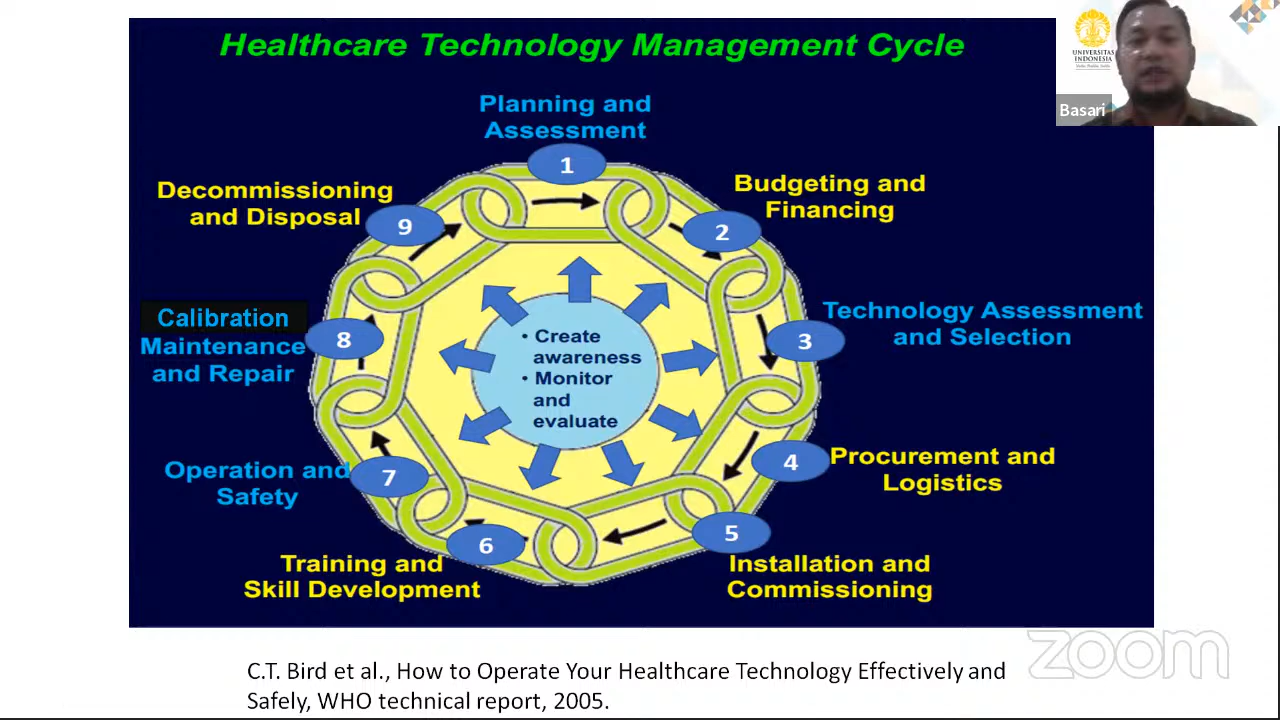 Healthcare Technology Management Cycle
Planning and
Assessment
1
Budgeting and
Financing
2
Technology Assessment
and Selection
3
Procurement and
Logistics
4
Installation and
Commissioning
5
Training and
Skill Development
6
Operation and
Safety
7
Calibration
Maintenance
and Repair
8
Decommissioning
and Disposal
9
• Create
awareness
• Monitor
and
evaluate
UNIVERSITAS
INDONESIA
Basari
C.T. Bird et al., How to Operate Your Healthcare Technology Effectively and
Safely, WHO technical report, 2005.
zoom